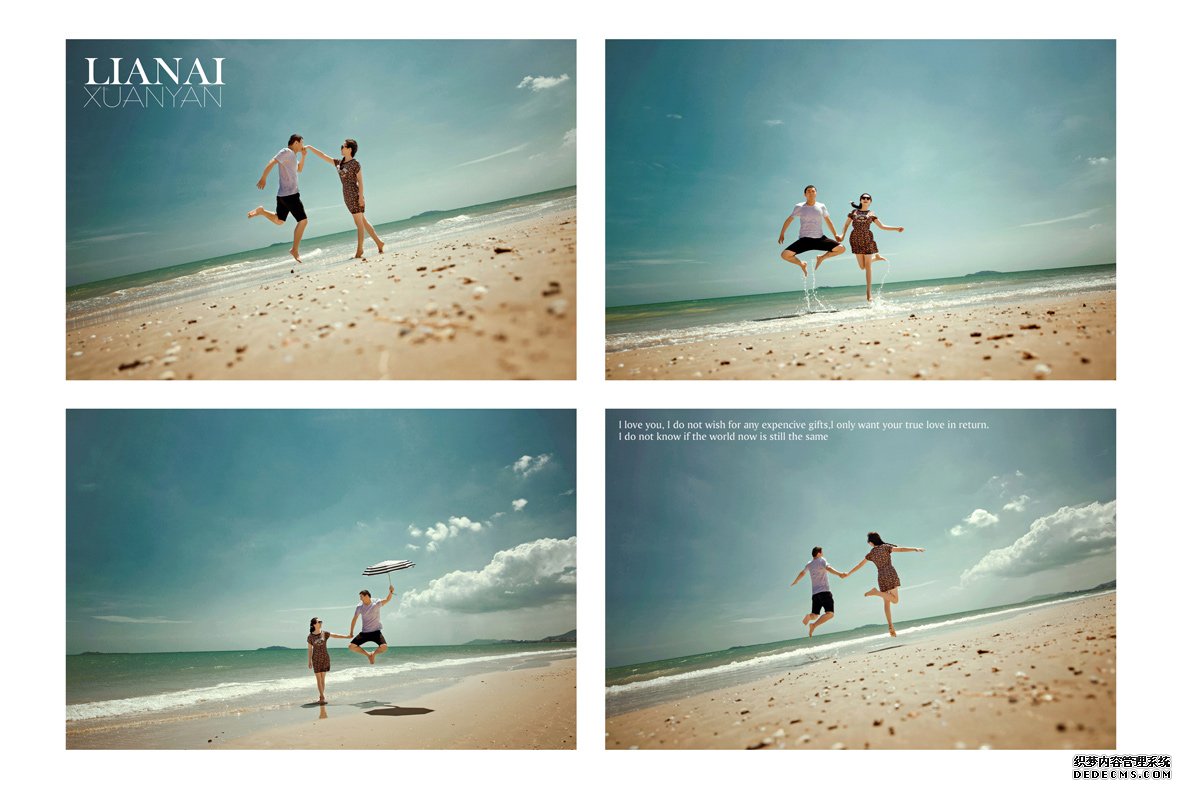 LIANAI
XUANYAN
I love you, I do not wish for any expencive gifts,I only want your true love in return.
I do not know if the world now is still the same
织梦内容管理系统
DEDECMS.COM